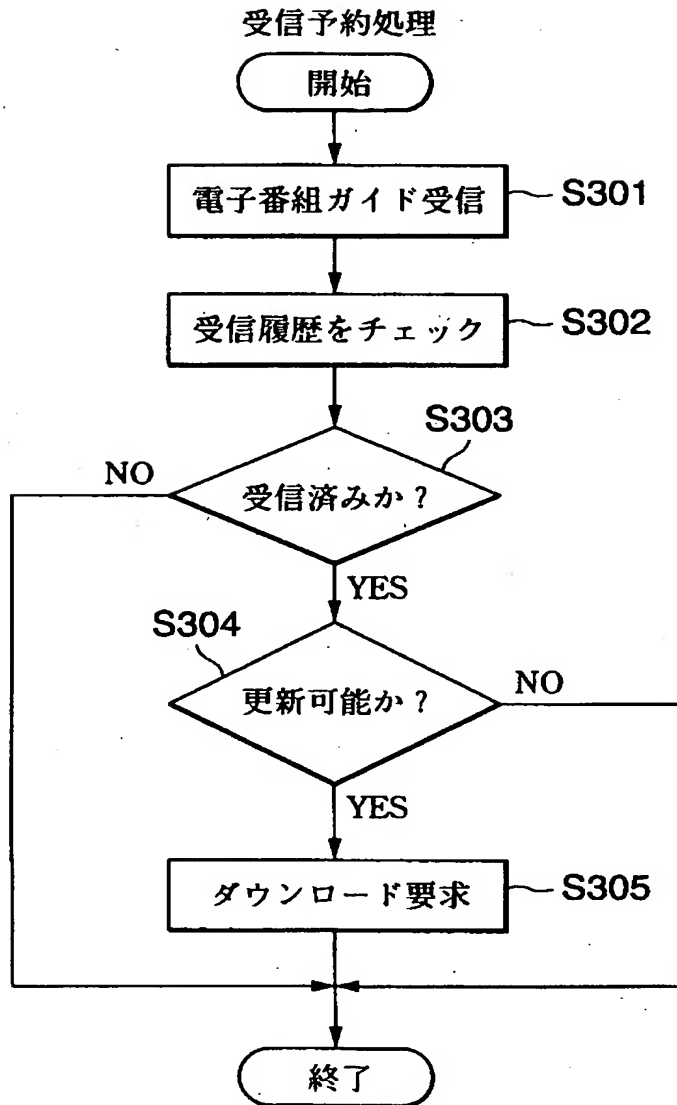 受信予約処理
開始
電子番組ガイド受信
S301
受信履歴をチェック
S302
S303
NO
受信済みか?
YES
S304
更新可能か?
NO
YES
ダウンロード要求
S305
終了